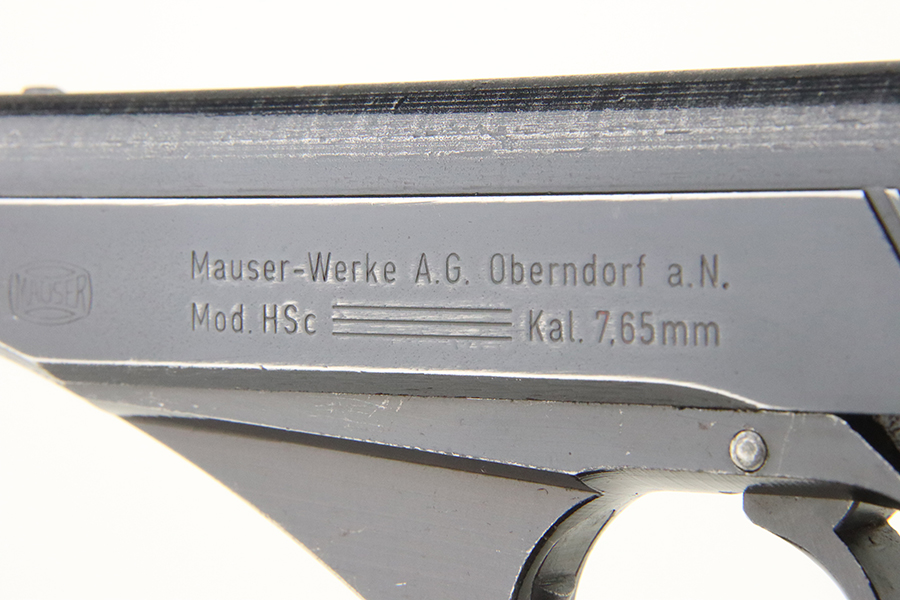 MAUSER
Mauser-Werke A.G. Oberndorf a.N.
Mod. HSc Kal. 7,65mm